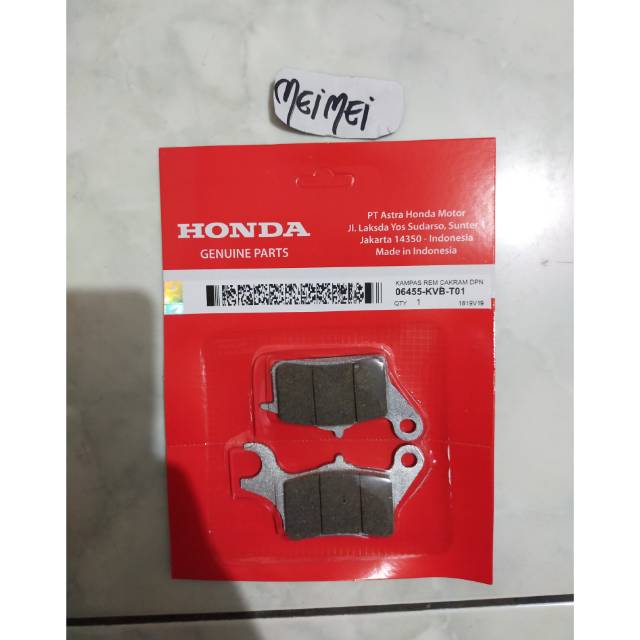 MEiMEi
HONDA
GENUINE PARTS
PT Astra Honda Motor
Jl. Laksda Yos Sudarso, Sunter I
Jakarta 14350 - Indonesia
Made in Indonesia
KAMPAS REM CAKRAM DPN
06455-KVB-T01
QTY 1 1819V19